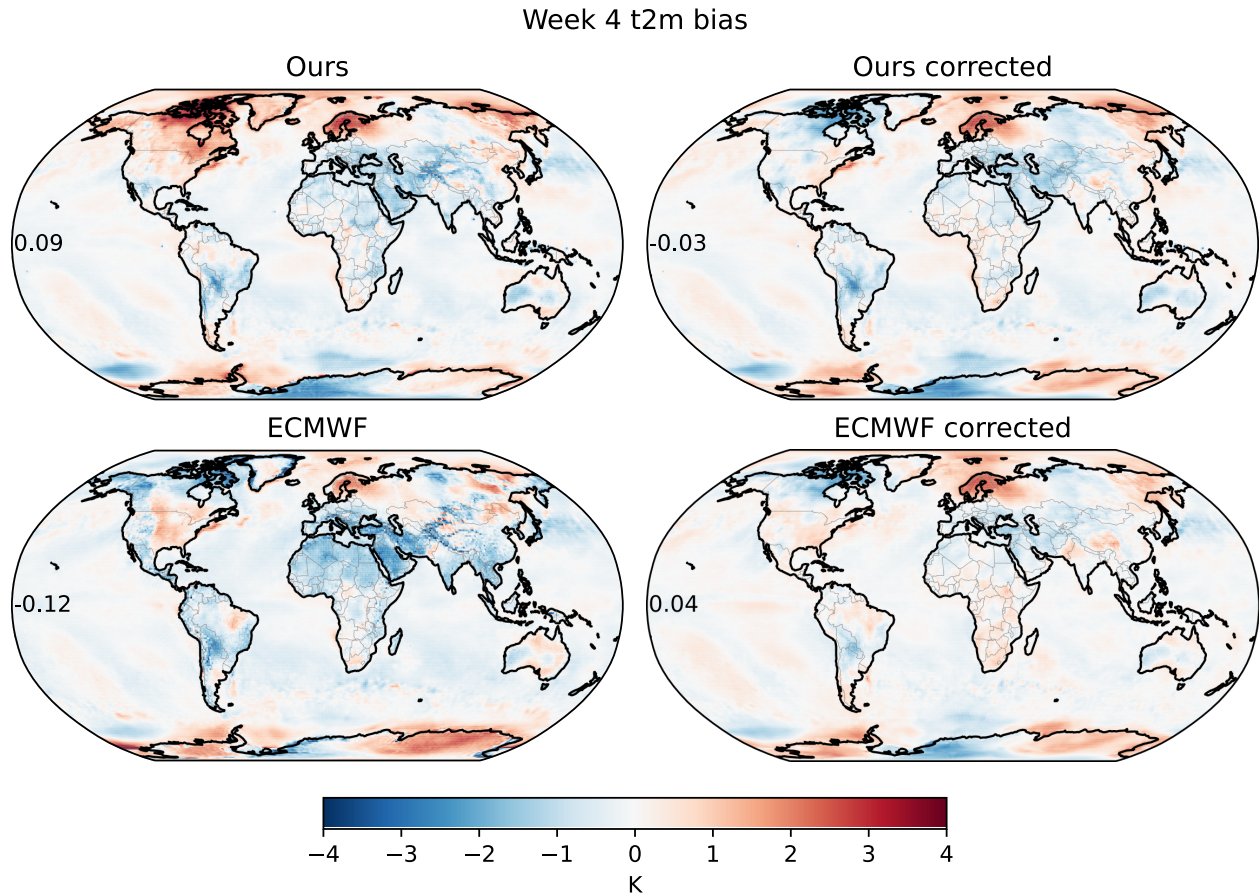 Week 4 t2m bias
Ours
Ours corrected
0.09
-0.03
ECMWF
ECMWF corrected
-0.12
0.04
−4 −3 −2 −1 0 1 2 3 4
K